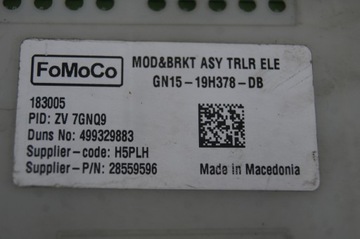 FoMoCo
MOD&BRKT ASY TRLR ELE
GN15-19H378-DB
183005
PID: ZV 7GNQ9
Duns No: 499329883
Supplier-code: H5PLH
Supplier-P/N: 28559596
Made in Macedonia